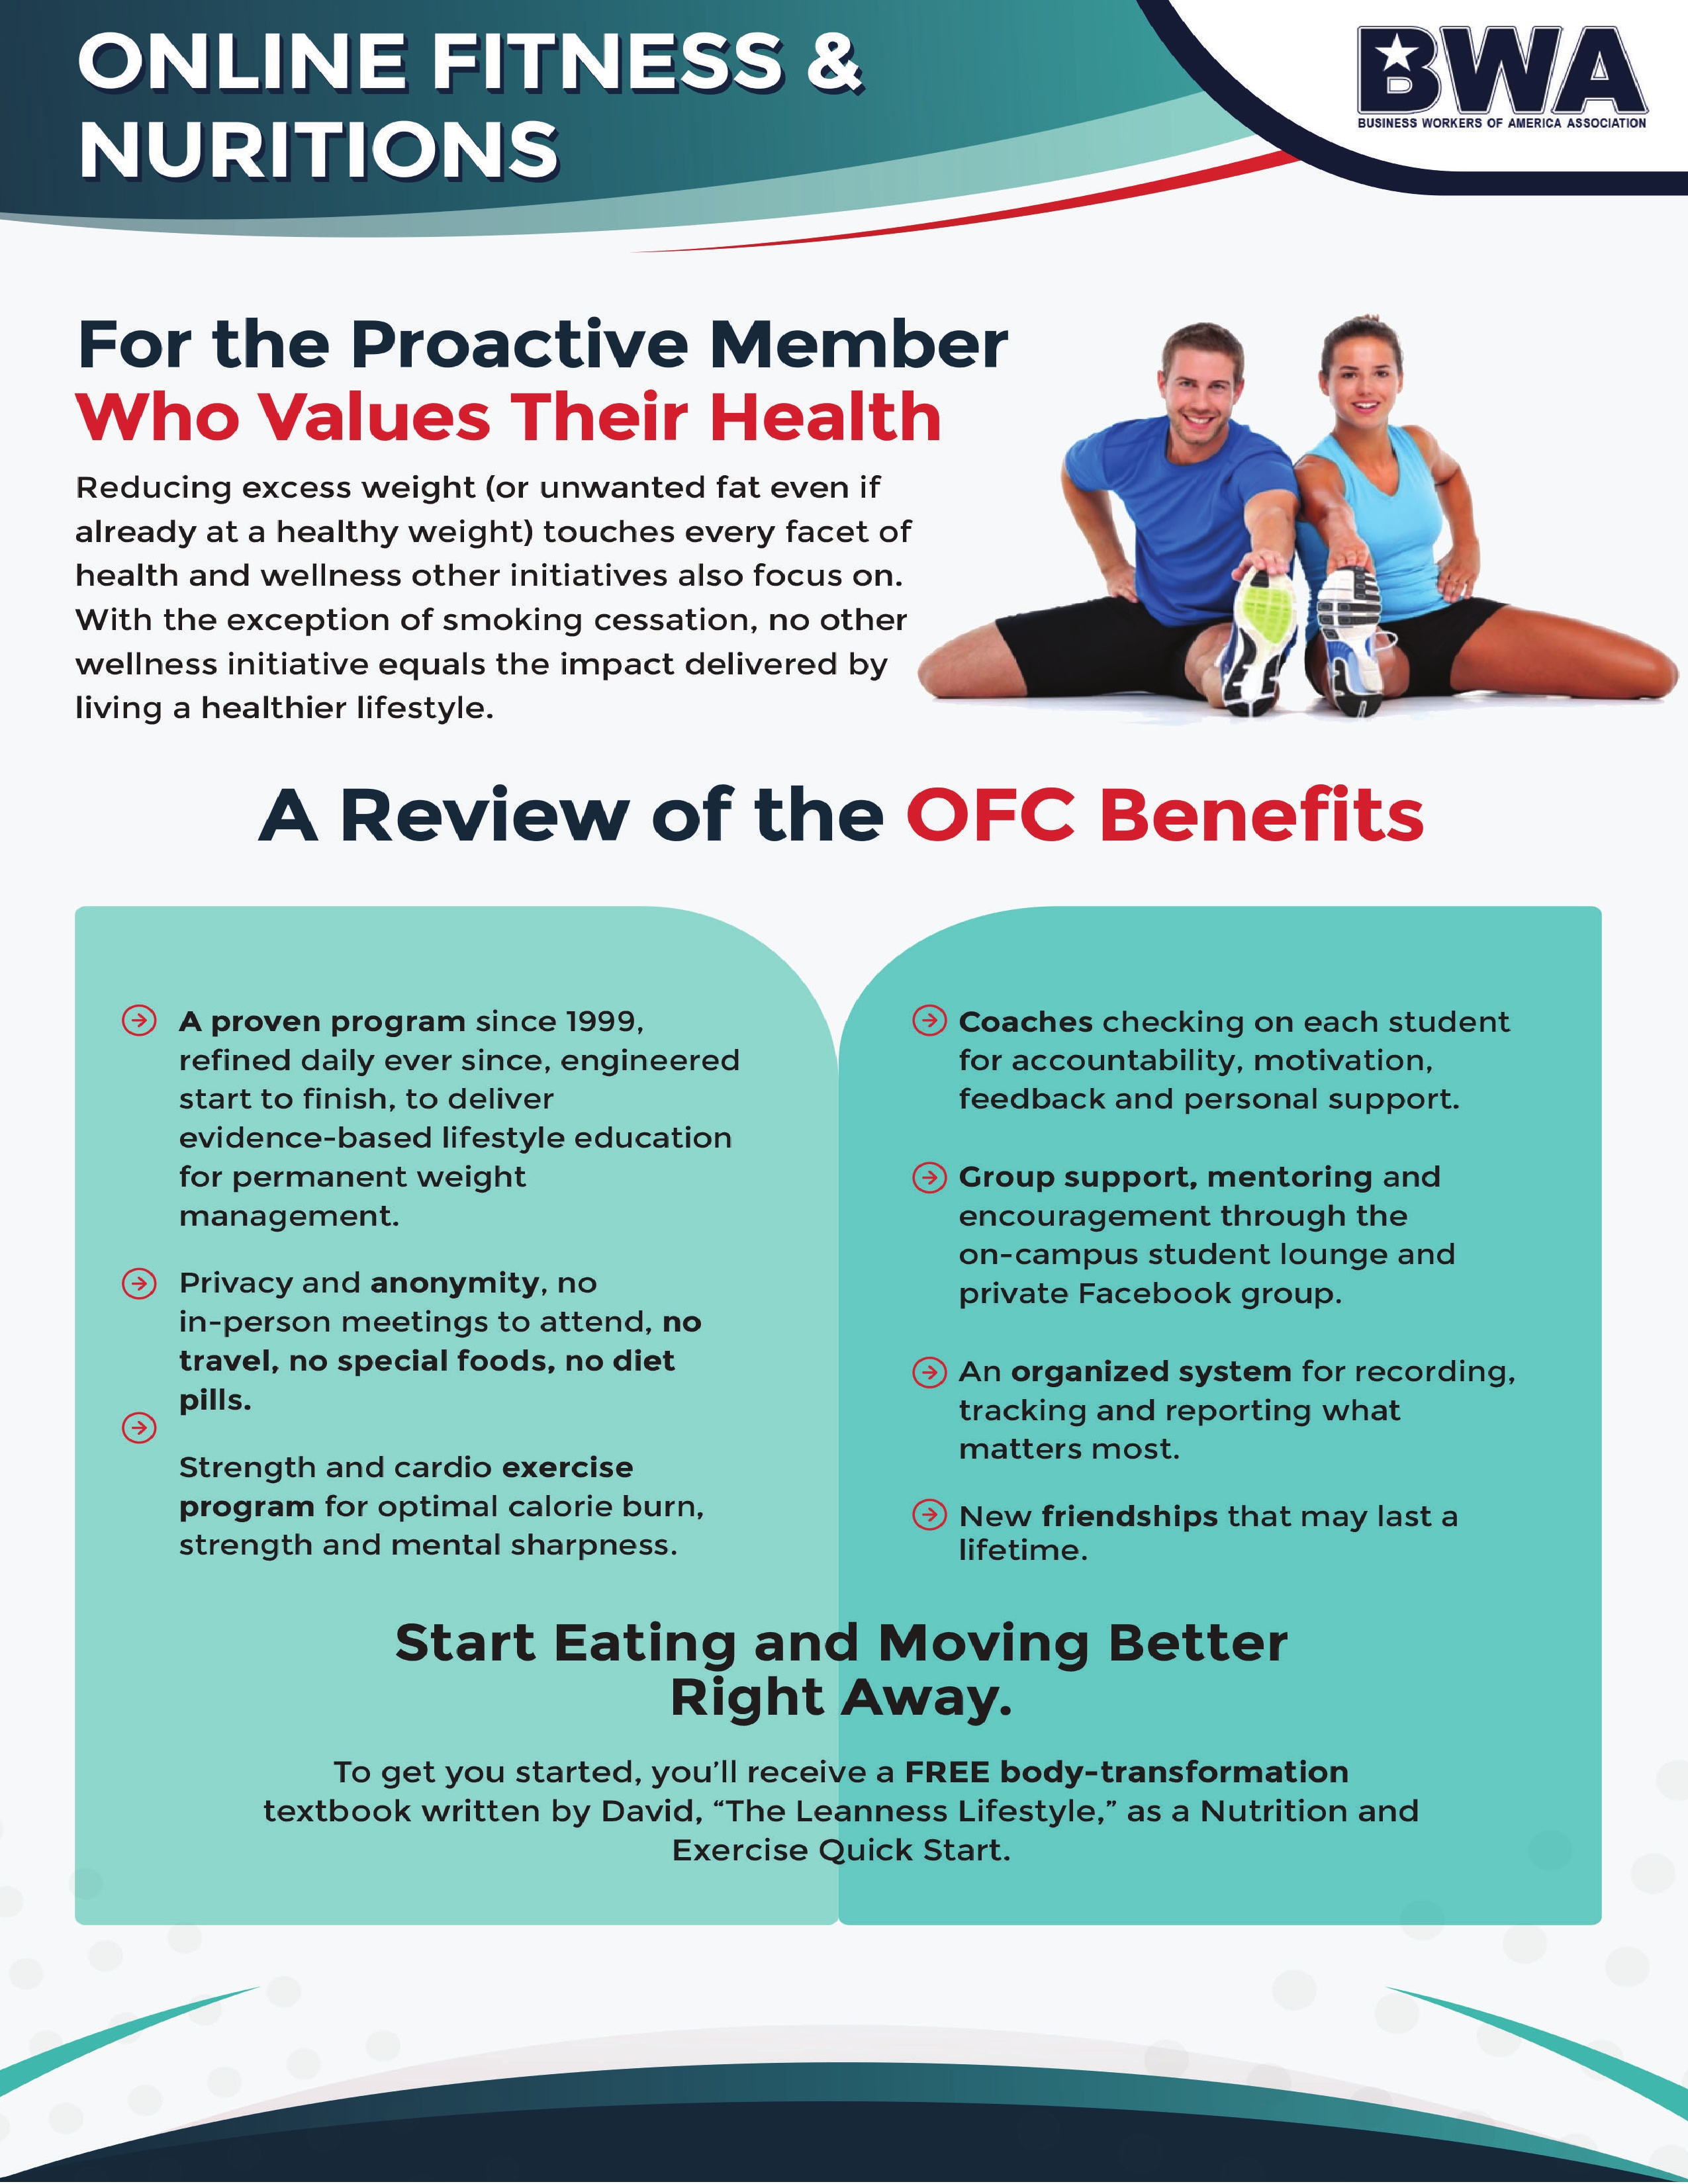 ONLINE FITNESS &
NURITIONS
BWA
BUSINESS WORKERS OF AMERICA ASSOCIATION
For the Proactive Member
Who Values Their Health
Reducing excess weight (or unwanted fat even if
already at a healthy weight) touches every facet of
health and wellness other initiatives also focus on.
With the exception of smoking cessation, no other
wellness initiative equals the impact delivered by
living a healthier lifestyle.
A Review of the OFC Benefits
A proven program since 1999,
refined daily ever since, engineered
start to finish, to deliver
evidence-based lifestyle education
for permanent weight
management.
Privacy and anonymity, no
in-person meetings to attend, no
travel, no special foods, no diet
pills.
Strength and cardio exercise
program for optimal calorie burn,
strength and mental sharpness.
Coaches checking on each student
for accountability, motivation,
feedback and personal support.
Group support, mentoring and
encouragement through the
on-campus student lounge and
private Facebook group.
An organized system for recording,
tracking and reporting what
matters most.
New friendships that may last a
lifetime.
Start Eating and Moving Better
Right Away.
To get you started, you’ll receive a FREE body-transformation
textbook written by David, “The Leanness Lifestyle,” as a Nutrition and
Exercise Quick Start.